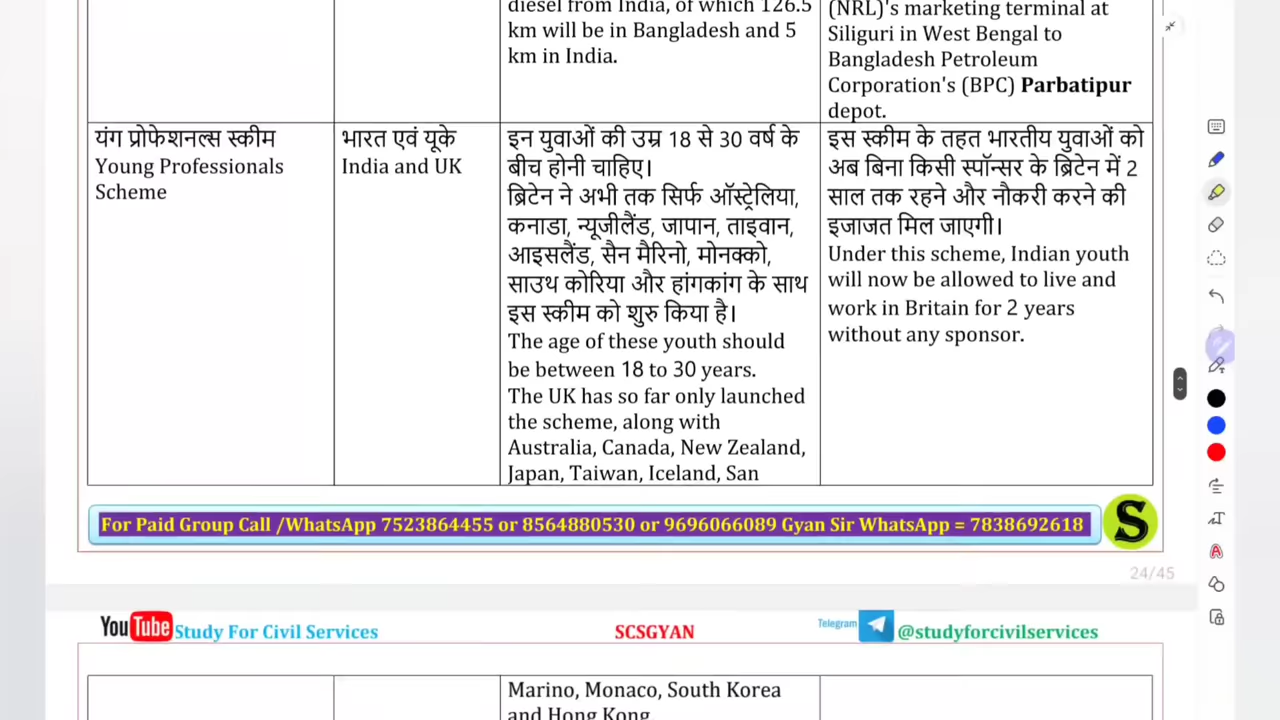 diesel from India, of which 126.5
km will be in Bangladesh and 5
km in India.
(NRL)'s marketing terminal at
Siliguri in West Bengal to
Bangladesh Petroleum
Corporation's (BPC) Parbatipur
depot.
यंग प्रोफेशनल्स स्कीम
Young Professionals
Scheme
भारत एवं यूके
India and UK
इन युवाओं की उम्र 18 से 30 वर्ष के
बीच होनी चाहिए।
ब्रिटेन ने अभी तक सिर्फ ऑस्ट्रेलिया,
कनाडा, न्यूजीलैंड, जापान, ताइवान,
आइसलैंड, सैन मैरिनो, मोनक्को,
साउथ कोरिया और हांगकांग के साथ
इस स्कीम को शुरु किया है।
The age of these youth should
be between 18 to 30 years.
The UK has so far only launched
the scheme, along with
Australia, Canada, New Zealand,
Japan, Taiwan, Iceland, San
इस स्कीम के तहत भारतीय युवाओं को
अब बिना किसी स्पॉन्सर के ब्रिटेन में 2
साल तक रहने और नौकरी करने की
इजाजत मिल जाएगी।
Under this scheme, Indian youth
will now be allowed to live and
work in Britain for 2 years
without any sponsor.
For Paid Group Call /WhatsApp 7523864455 or 8564880530 or 9696066089 Gyan Sir WhatsApp = 7838692618
S
24/45
YouTube Study For Civil Services
SCSGYAN
Telegram @studyforcivilservices
Marino, Monaco, South Korea
and Hong Kong